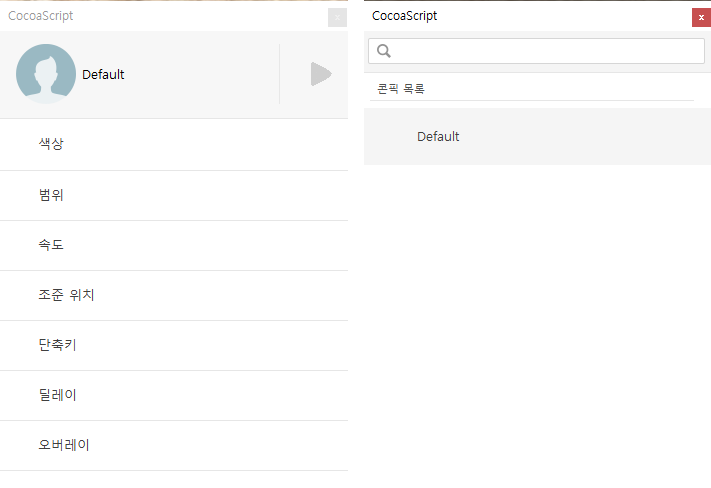 CocoaScript
x
Default
색상
범위
속도
조준 위치
단축키
딜레이
오버레이
CocoaScript
x
콘픽 목록
Default